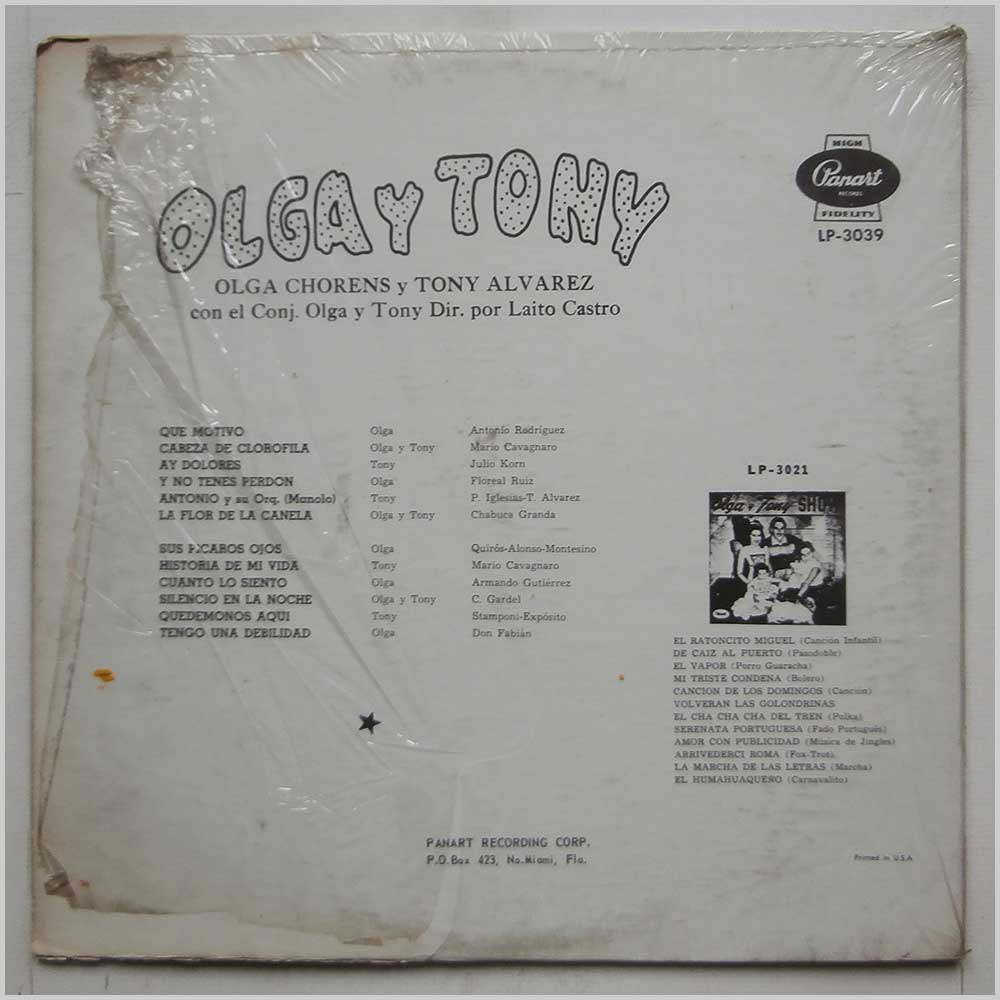 OLGA Y TONY
HIGH
Panart
RECORDS
FIDELITY
LP-3039
OLGA CHORENS y TONY ALVAREZ
con el Conj. Olga y Tony Dir. por Laito Castro
QUE MOTIVO Olga Antonio Rodríguez
CABEZA DE CLOROFILA Olga y Tony Mario Cavagnaro
AY DOLORES Tony Julio Korn
Y NO TENES PERDON Olga Floreal Ruiz
ANTONIO y su Orq. (Manolo) Tony P. Iglesias-T. Alvarez
LA FLOR DE LA CANELA Olga y Tony Chabuca Granda
SUS PICAROS OJOS Olga Quirós-Alonso-Montesino
HISTORIA DE MI VIDA Tony Mario Cavagnaro
CUANTO LO SIENTO Olga Armando Gutiérrez
SILENCIO EN LA NOCHE Olga y Tony C. Gardel
QUEDEMONOS AQUI Tony Stamponi-Expósito
TENGO UNA DEBILIDAD Olga Don Fabián
LP-3021
Olga y Tony SHOW
EL RATONCITO MIGUEL (Canción Infantil)
DE CAIZ AL PUERTO (Pasodoble)
EL VAPOR (Porro Guaracha)
MI TRISTE CONDENA (Bolero)
CANCION DE LOS DOMINGOS (Canción)
VOLVERAN LAS GOLONDRINAS
EL CHA CHA CHA DEL TREN (Polka)
SERENATA PORTUGUESA (Fado Portugués)
AMOR CON PUBLICIDAD (Música de Jingles)
ARRIVEDERCI ROMA (Fox-Trot)
LA MARCHA DE LAS LETRAS (Marcha)
EL HUMAHUAQUEÑO (Carnavalito)
PANART RECORDING CORP.
P.O.Box 423, No.Miami, Fla.
Printed in U.S.A